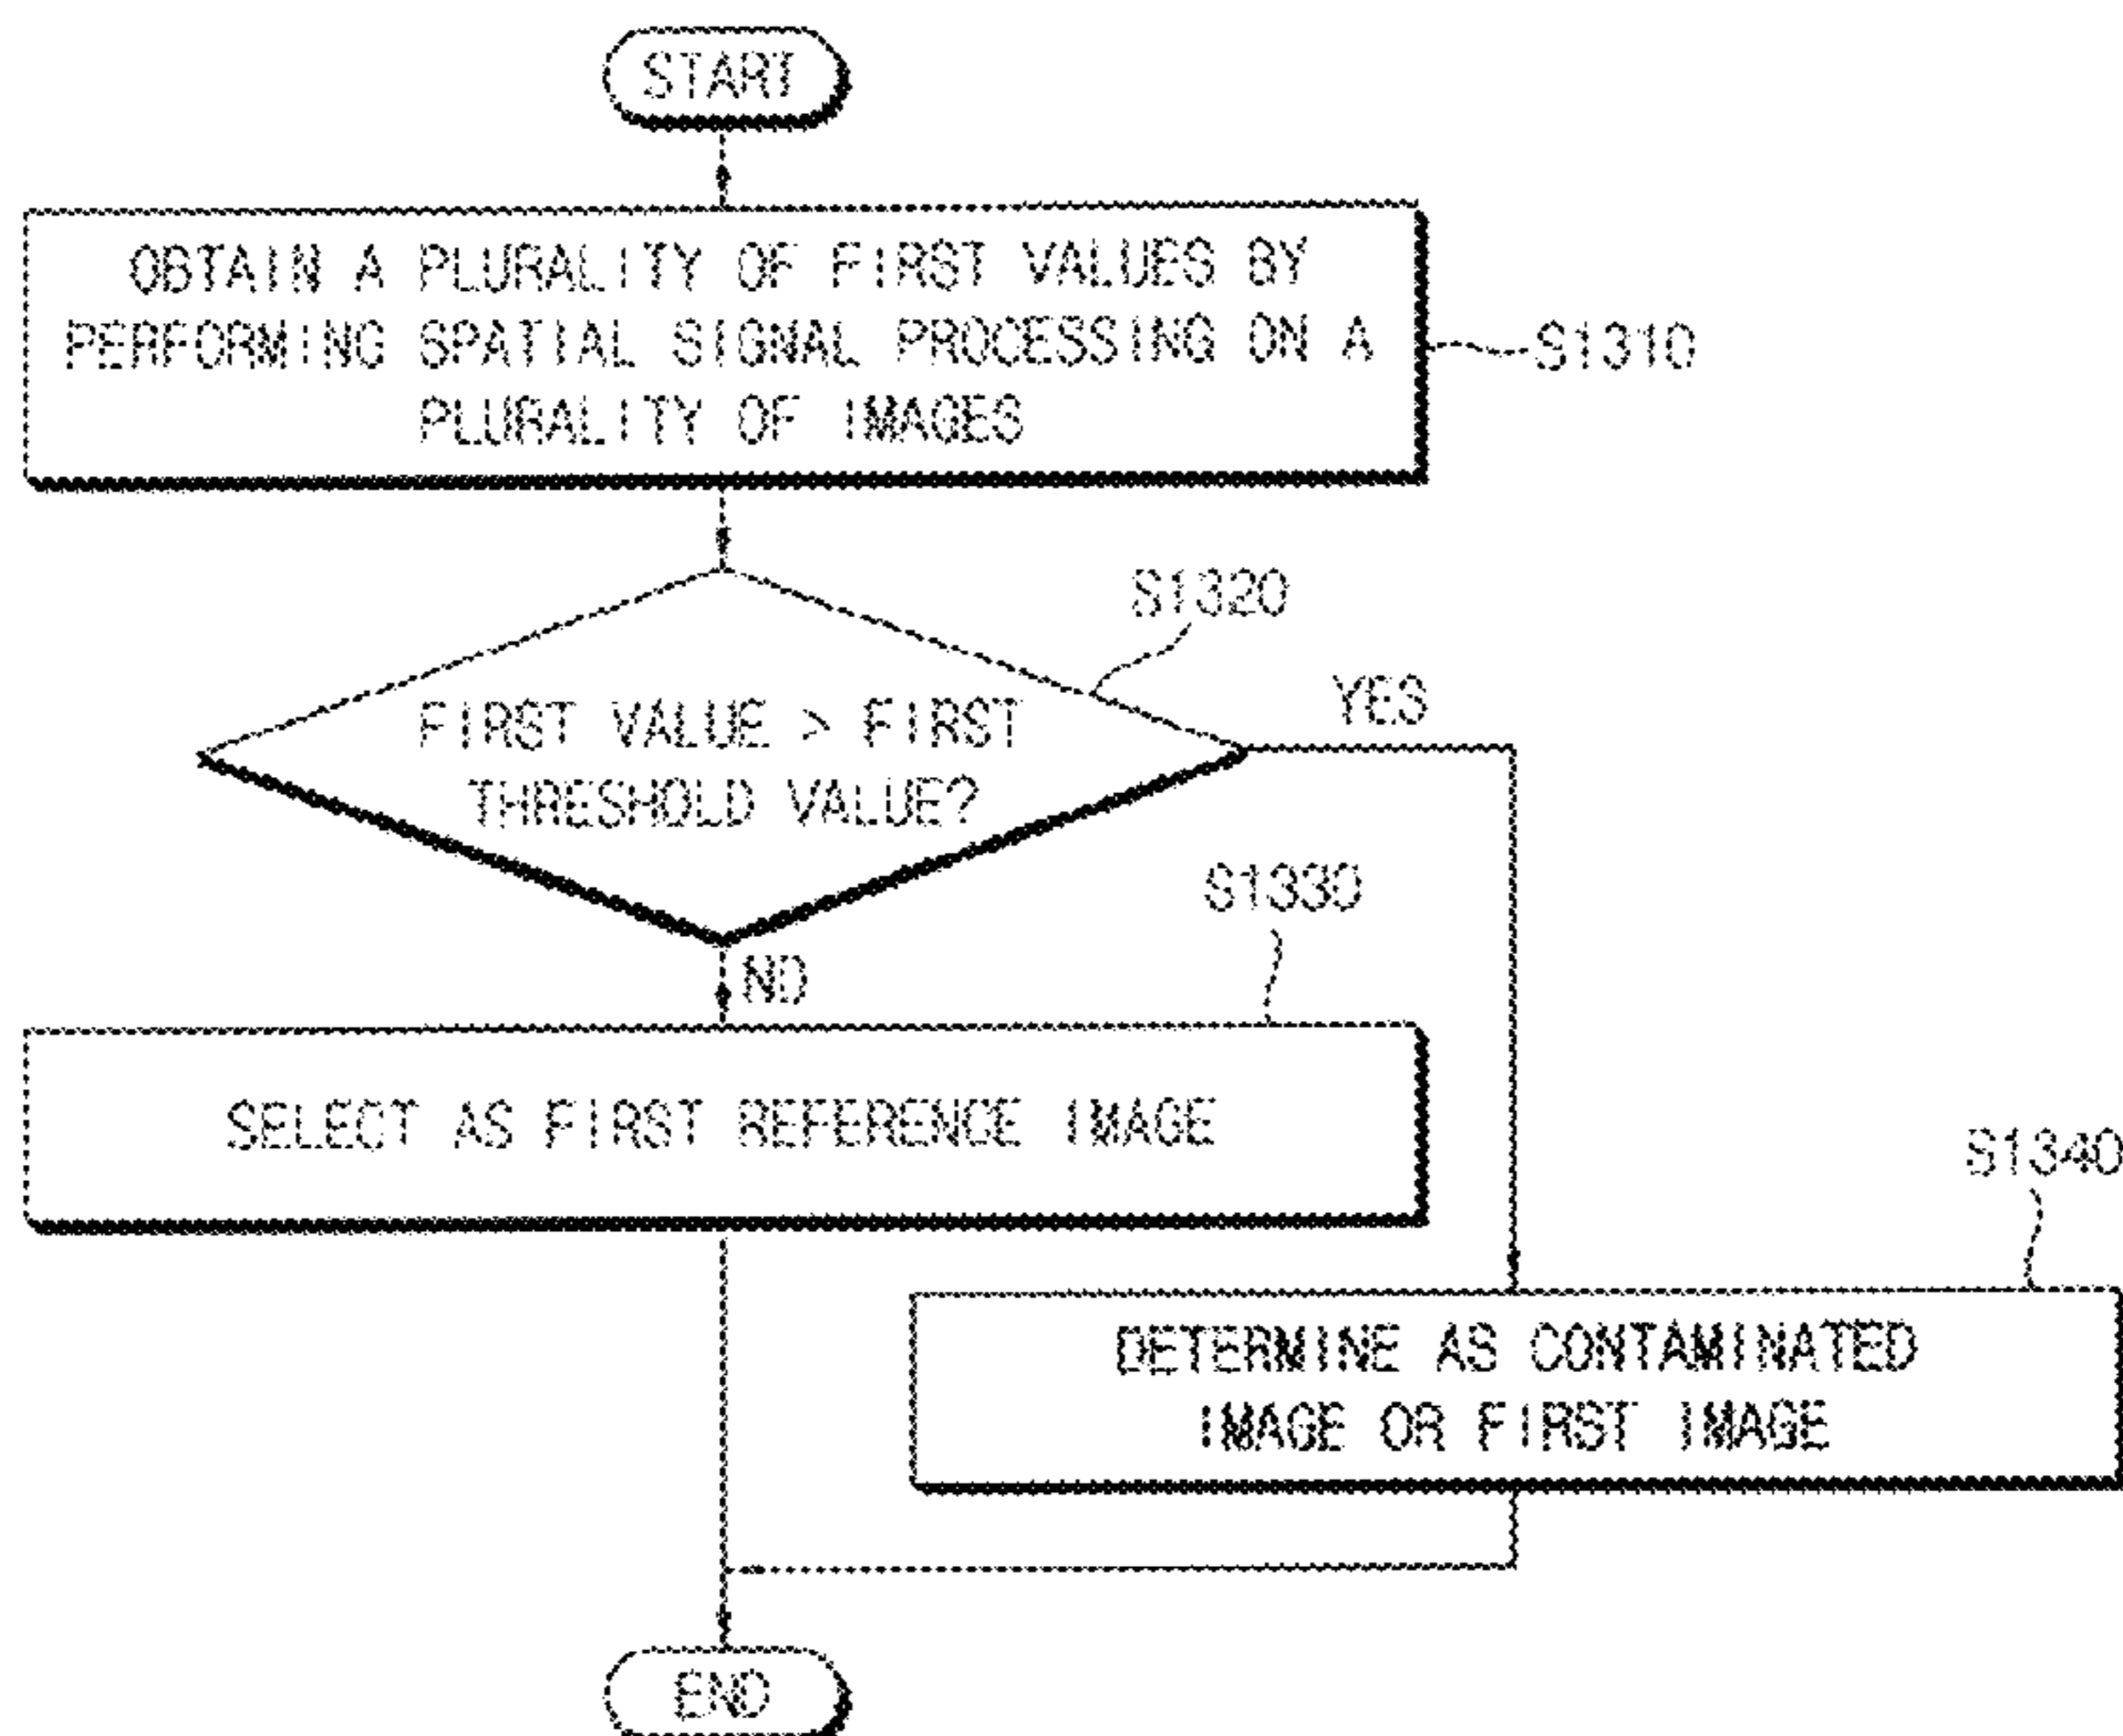 START
OBTAIN A PLURALITY OF FIRST VALUES BY
PERFORMING SPATIAL SIGNAL PROCESSING ON A
PLURALITY OF IMAGES
S1310
S1320
FIRST VALUE > FIRST
THRESHOLD VALUE?
YES
NO
S1330
SELECT AS FIRST REFERENCE IMAGE
S1340
DETERMINE AS CONTAMINATED
IMAGE OR FIRST IMAGE
END